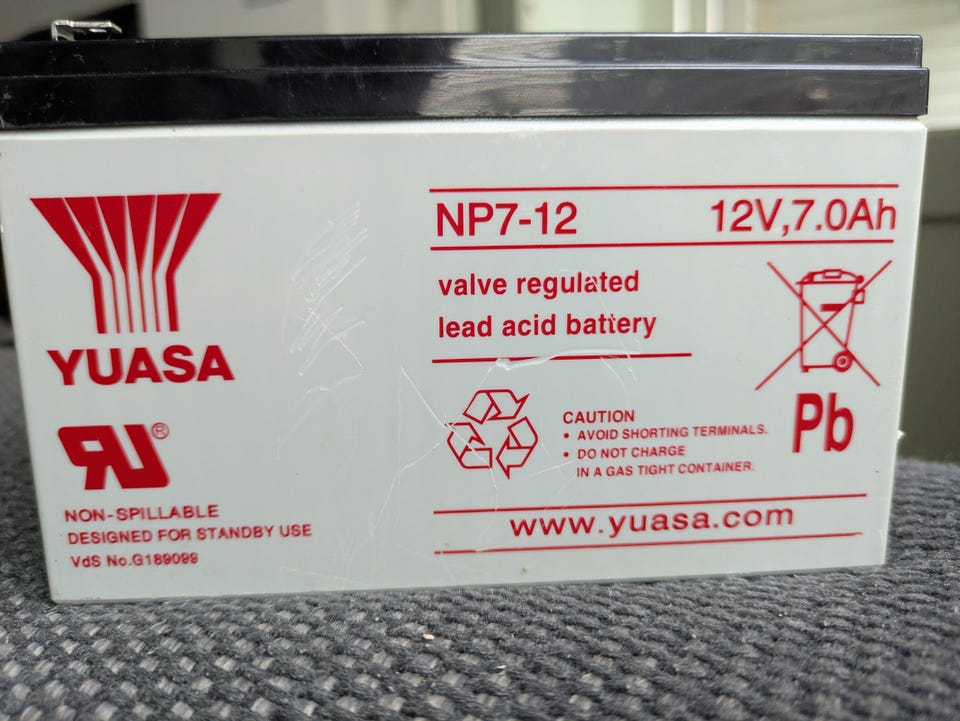 YUASA
RU®
NON-SPILLABLE
DESIGNED FOR STANDBY USE
VdS No.G189099
NP7-12 12V,7.0Ah
valve regulated
lead acid battery
CAUTION
• AVOID SHORTING TERMINALS.
• DO NOT CHARGE
IN A GAS TIGHT CONTAINER.
Pb
www.yuasa.com